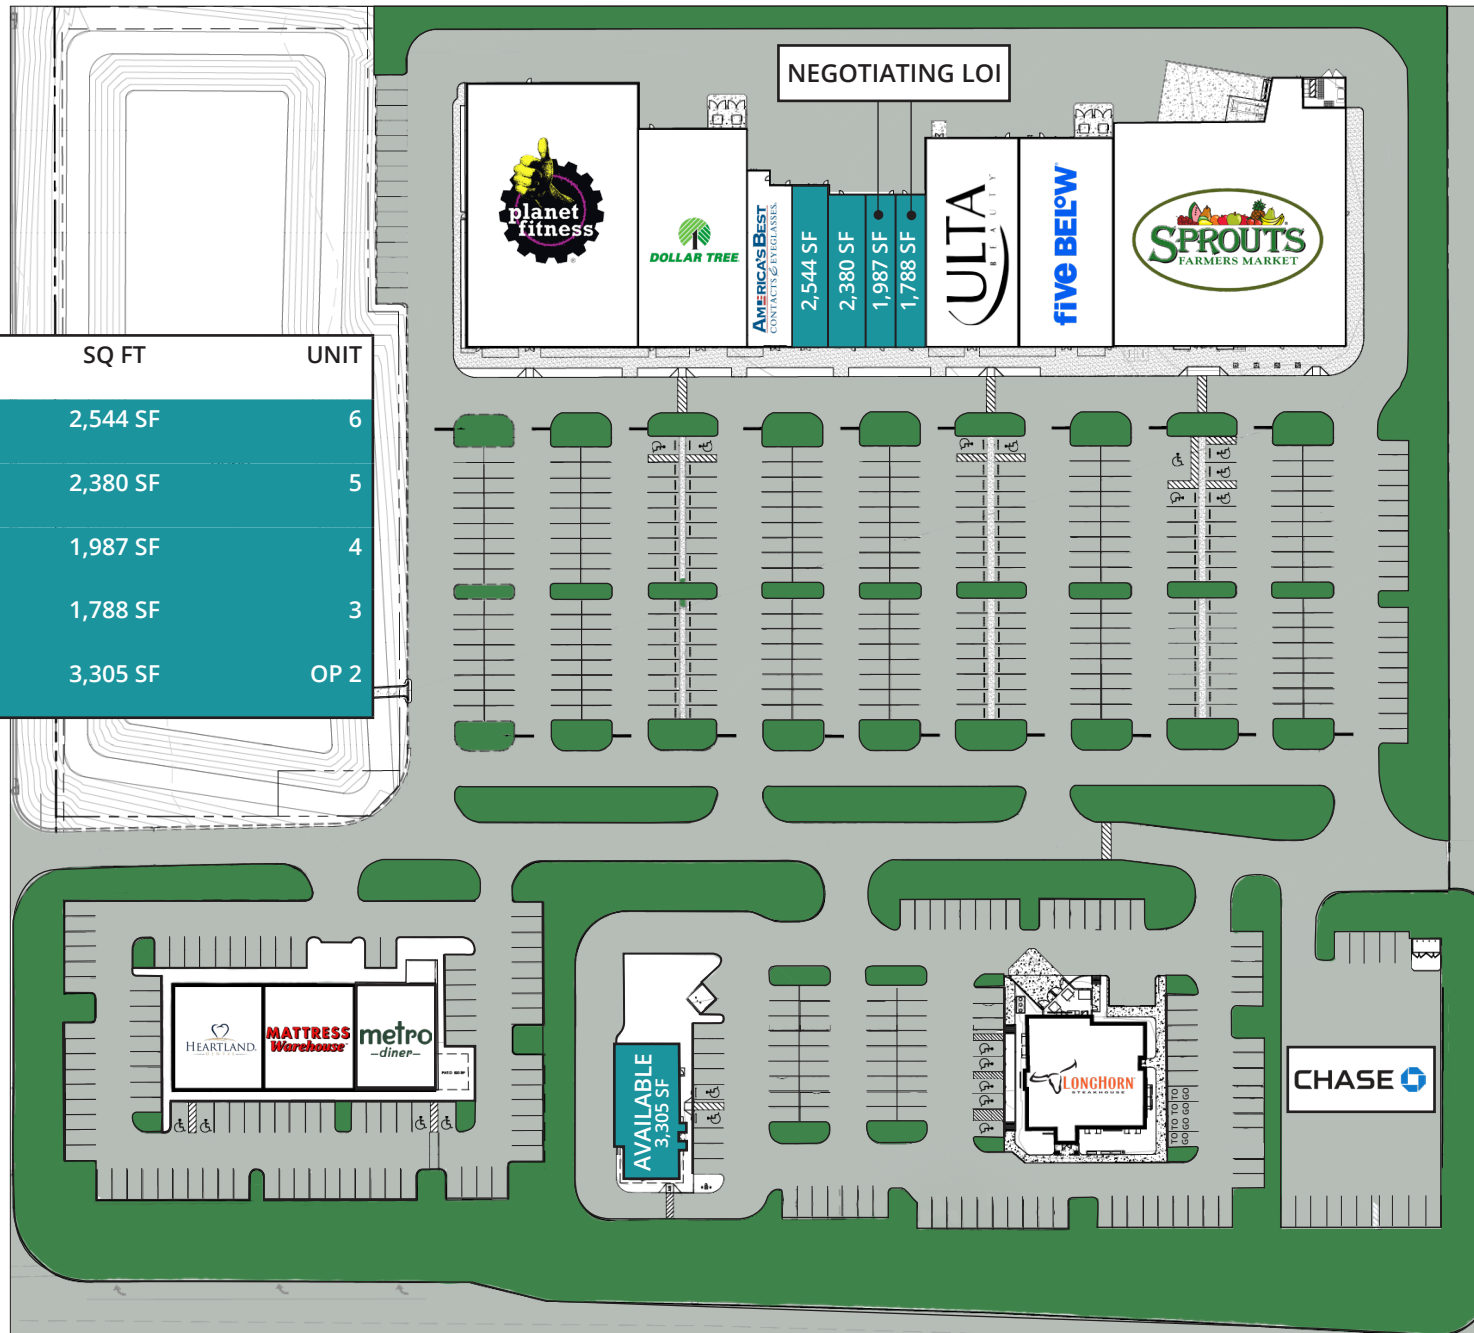 NEGOTIATING LOI
planet
fitness
DOLLAR TREE
AMERICA'S BEST
CONTACTS & EYEGLASSES.
2,544 SF
2,380 SF
1,987 SF
1,788 SF
ULTA
BEAUTY
five BELOW
SPROUTS
FARMERS MARKET
SQ FT UNIT
2,544 SF 6
2,380 SF 5
1,987 SF 4
1,788 SF 3
3,305 SF OP 2
HEARTLAND
DENTAL
MATTRESS
Warehouse
metro
diner
AVAILABLE
3,305 SF
LONGHORN
STEAKHOUSE
TO GO
TO GO
TO GO
TO GO
CHASE